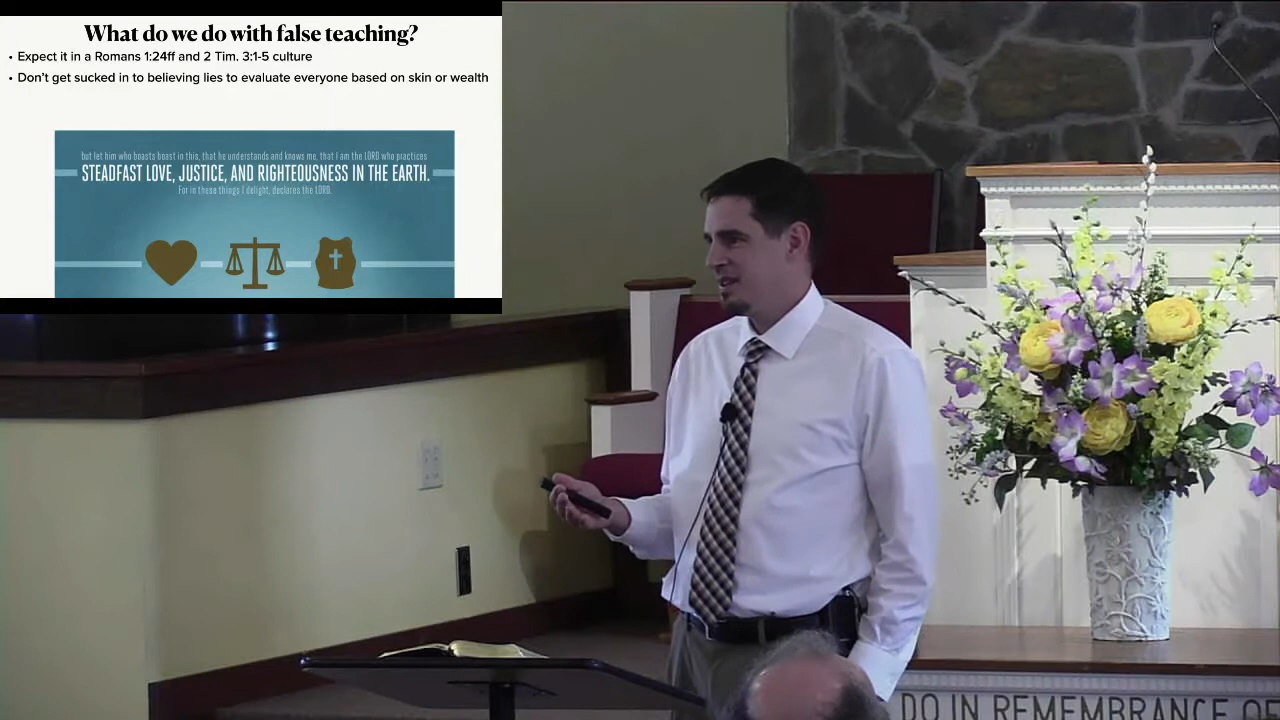 What do we do with false teaching?
• Expect it in a Romans 1:24ff and 2 Tim. 3:1-5 culture
• Don't get sucked in to believing lies to evaluate everyone based on skin or wealth
but let him who boasts boast in this, that he understands and knows me, that I am the LORD who practices
STEADFAST LOVE, JUSTICE, AND RIGHTEOUSNESS IN THE EARTH.
For in these things I delight, declares the LORD.
DO IN REMEMBRANCE OF